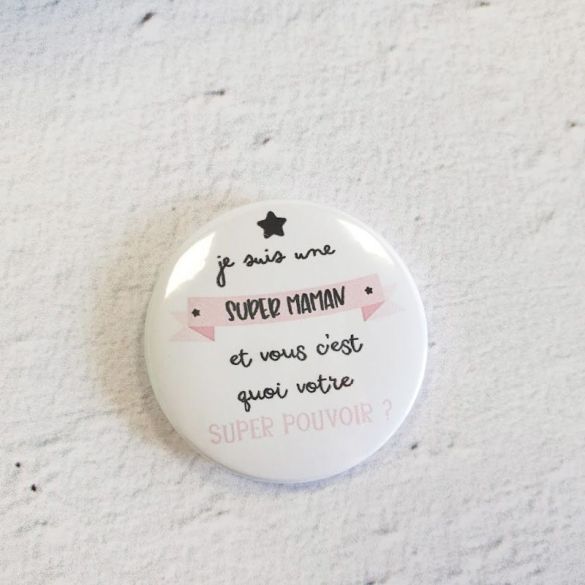 je suis une
SUPER MAMAN
et vous c'est
quoi votre
SUPER POUVOIR ?